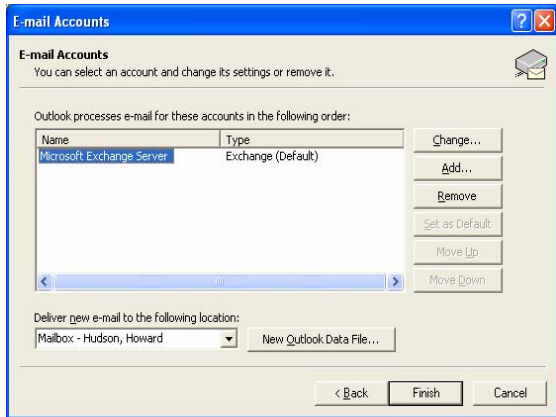 E-mail Accounts
E-mail Accounts
You can select an account and change its settings or remove it.
Outlook processes e-mail for these accounts in the following order:
Name Type
Microsoft Exchange Server Exchange (Default)
Change...
Add...
Remove
Set as Default
Move Up
Move Down
Deliver new e-mail to the following location:
Mailbox - Hudson, Howard New Outlook Data File...
< Back Finish Cancel